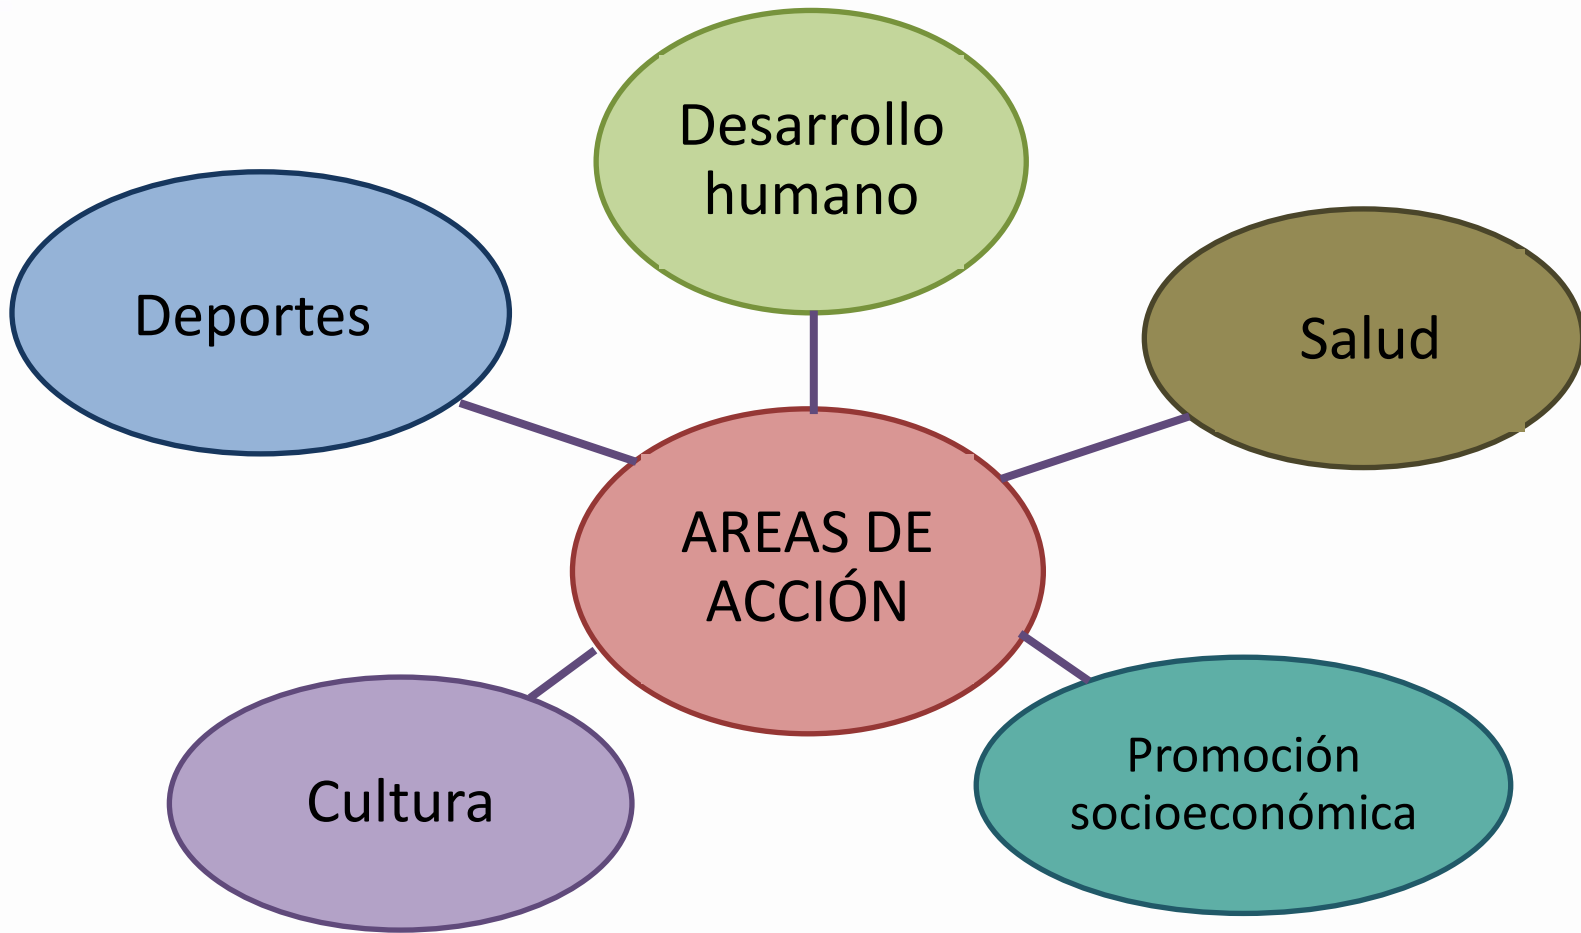 Desarrollo
humano
Deportes
Salud
AREAS DE
ACCIÓN
Cultura
Promoción
socioeconómica